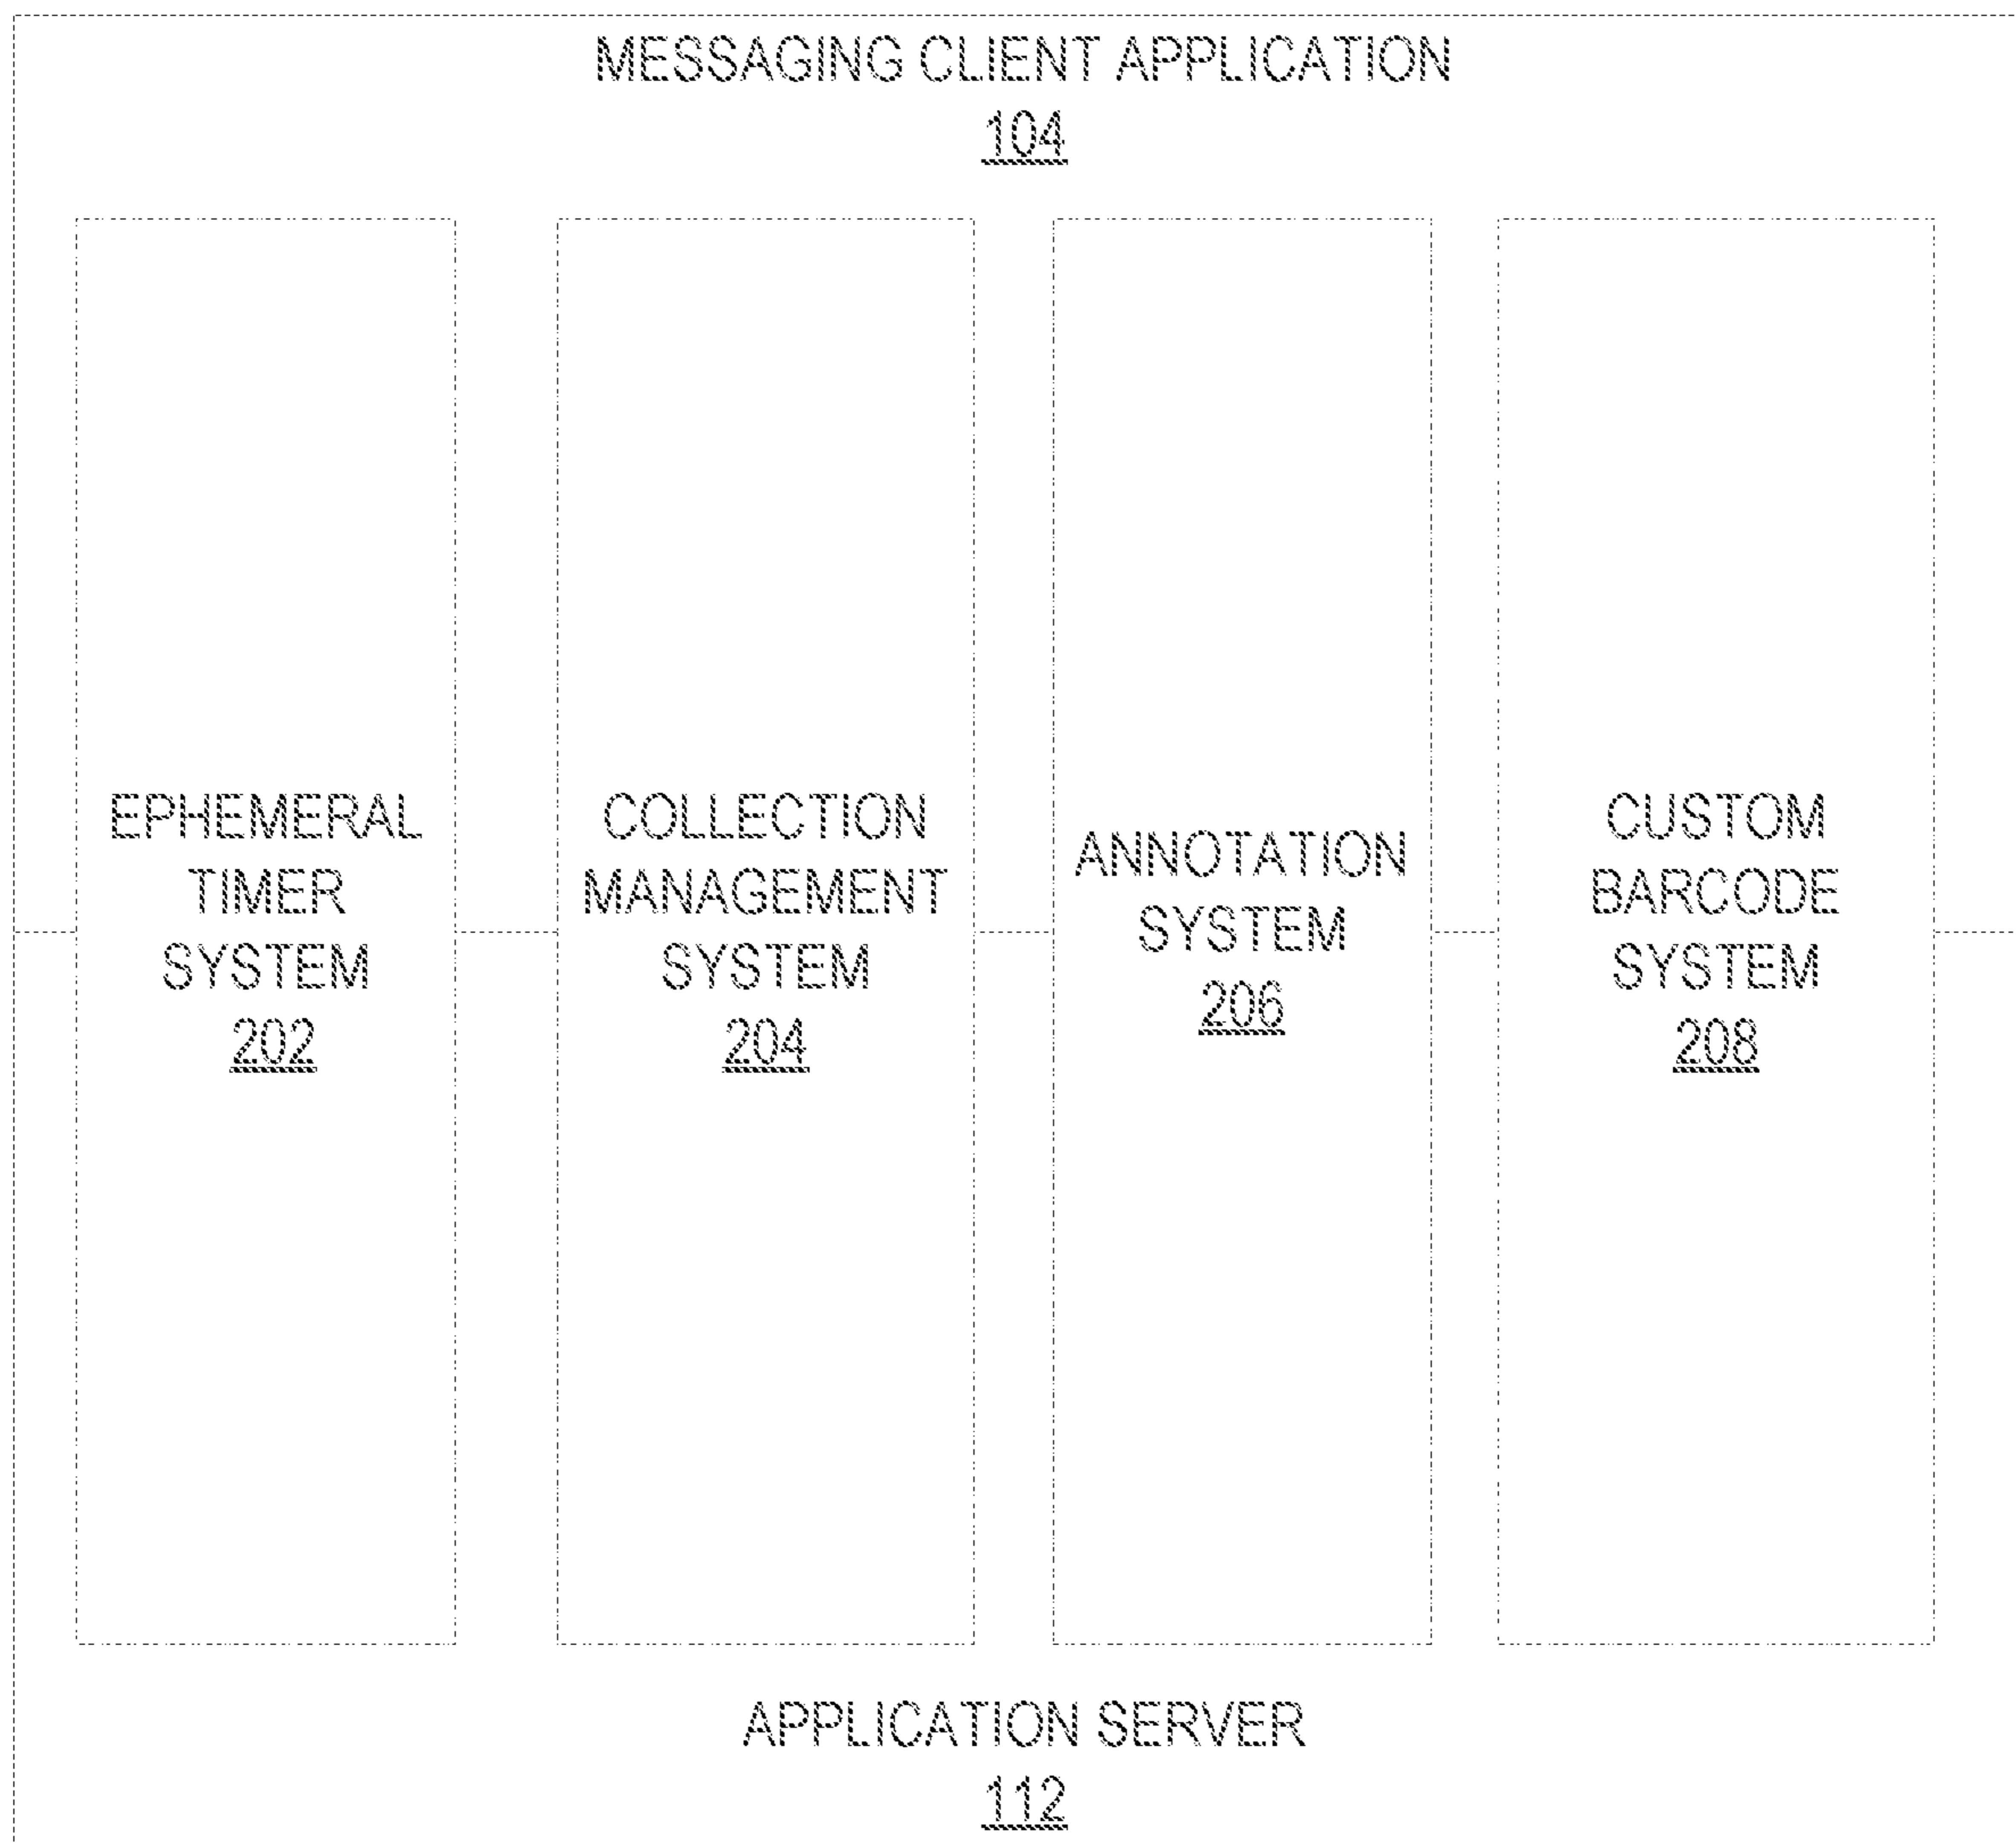 MESSAGING CLIENT APPLICATION
104
EPHEMERAL
TIMER
SYSTEM
202
COLLECTION
MANAGEMENT
SYSTEM
204
ANNOTATION
SYSTEM
206
CUSTOM
BARCODE
SYSTEM
208
APPLICATION SERVER
112